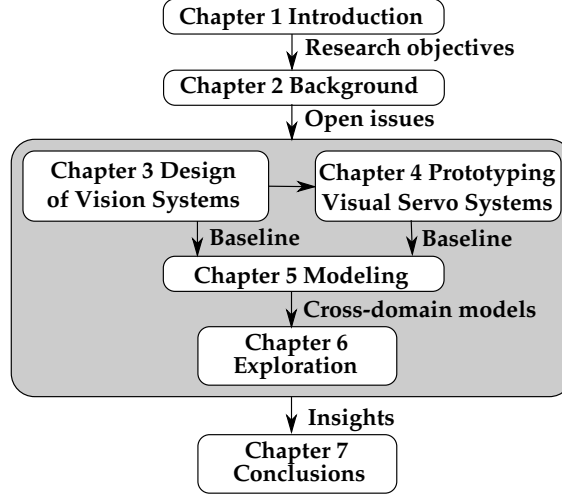 Chapter 1 Introduction
Research objectives
Chapter 2 Background
Open issues
Chapter 3 Design
of Vision Systems
Chapter 4 Prototyping
Visual Servo Systems
Baseline
Baseline
Chapter 5 Modeling
Cross-domain models
Chapter 6
Exploration
Insights
Chapter 7
Conclusions